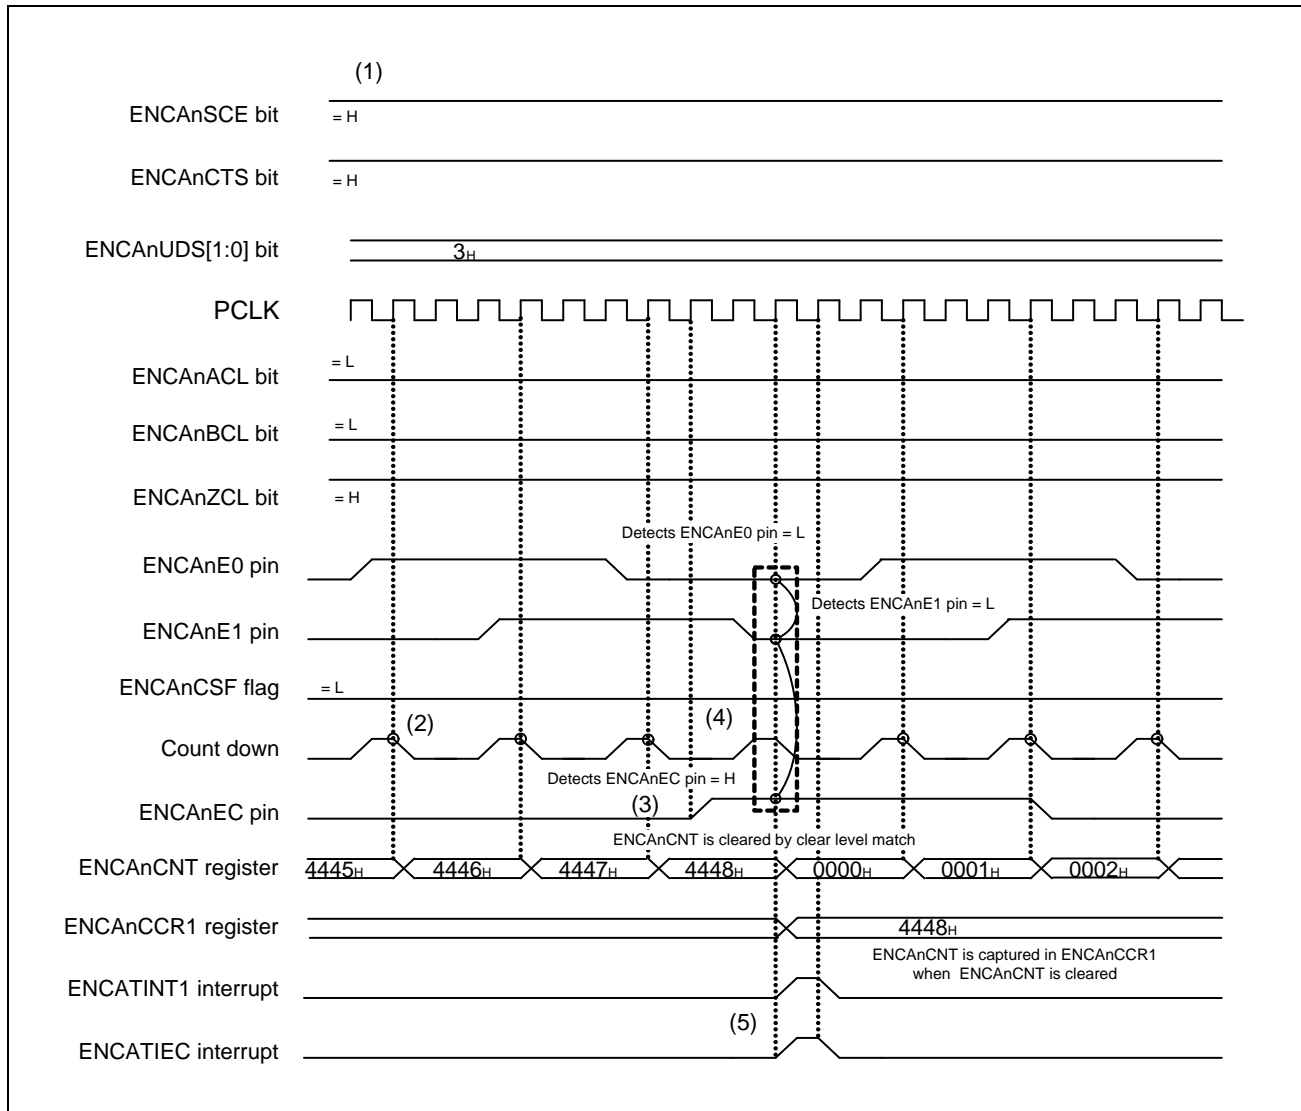 (1)
ENCAnSCE bit
= H
ENCAnCTS bit
= H
ENCAnUDS[1:0] bit
3H
PCLK
ENCAnACL bit
= L
ENCAnBCL bit
= L
ENCAnZCL bit
= H
Detects ENCAnE0 pin = L
ENCAnE0 pin
Detects ENCAnE1 pin = L
ENCAnE1 pin
ENCAnCSF flag
= L
(2)
(4)
Count down
Detects ENCAnEC pin = H
(3)
ENCAnEC pin
ENCAnCNT is cleared by clear level match
ENCAnCNT register
4445H 4446H 4447H 4448H 0000H 0001H 0002H
ENCAnCCR1 register
4448H
ENCAnCNT is captured in ENCAnCCR1
when ENCAnCNT is cleared
ENCATINT1 interrupt
(5)
ENCATIEC interrupt